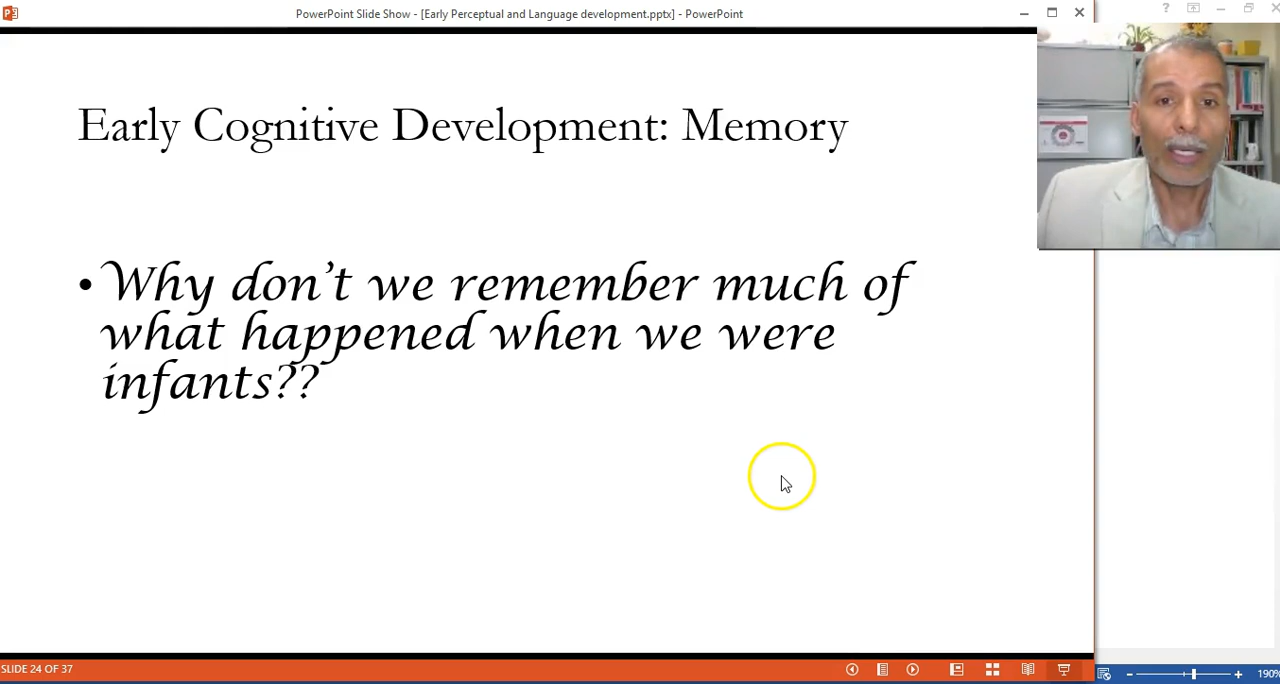 PowerPoint Slide Show - [Early Perceptual and Language development.pptx] - PowerPoint
Early Cognitive Development: Memory
• Why don't we remember much of
what happened when we were
infants??
SLIDE 24 OF 37
190%